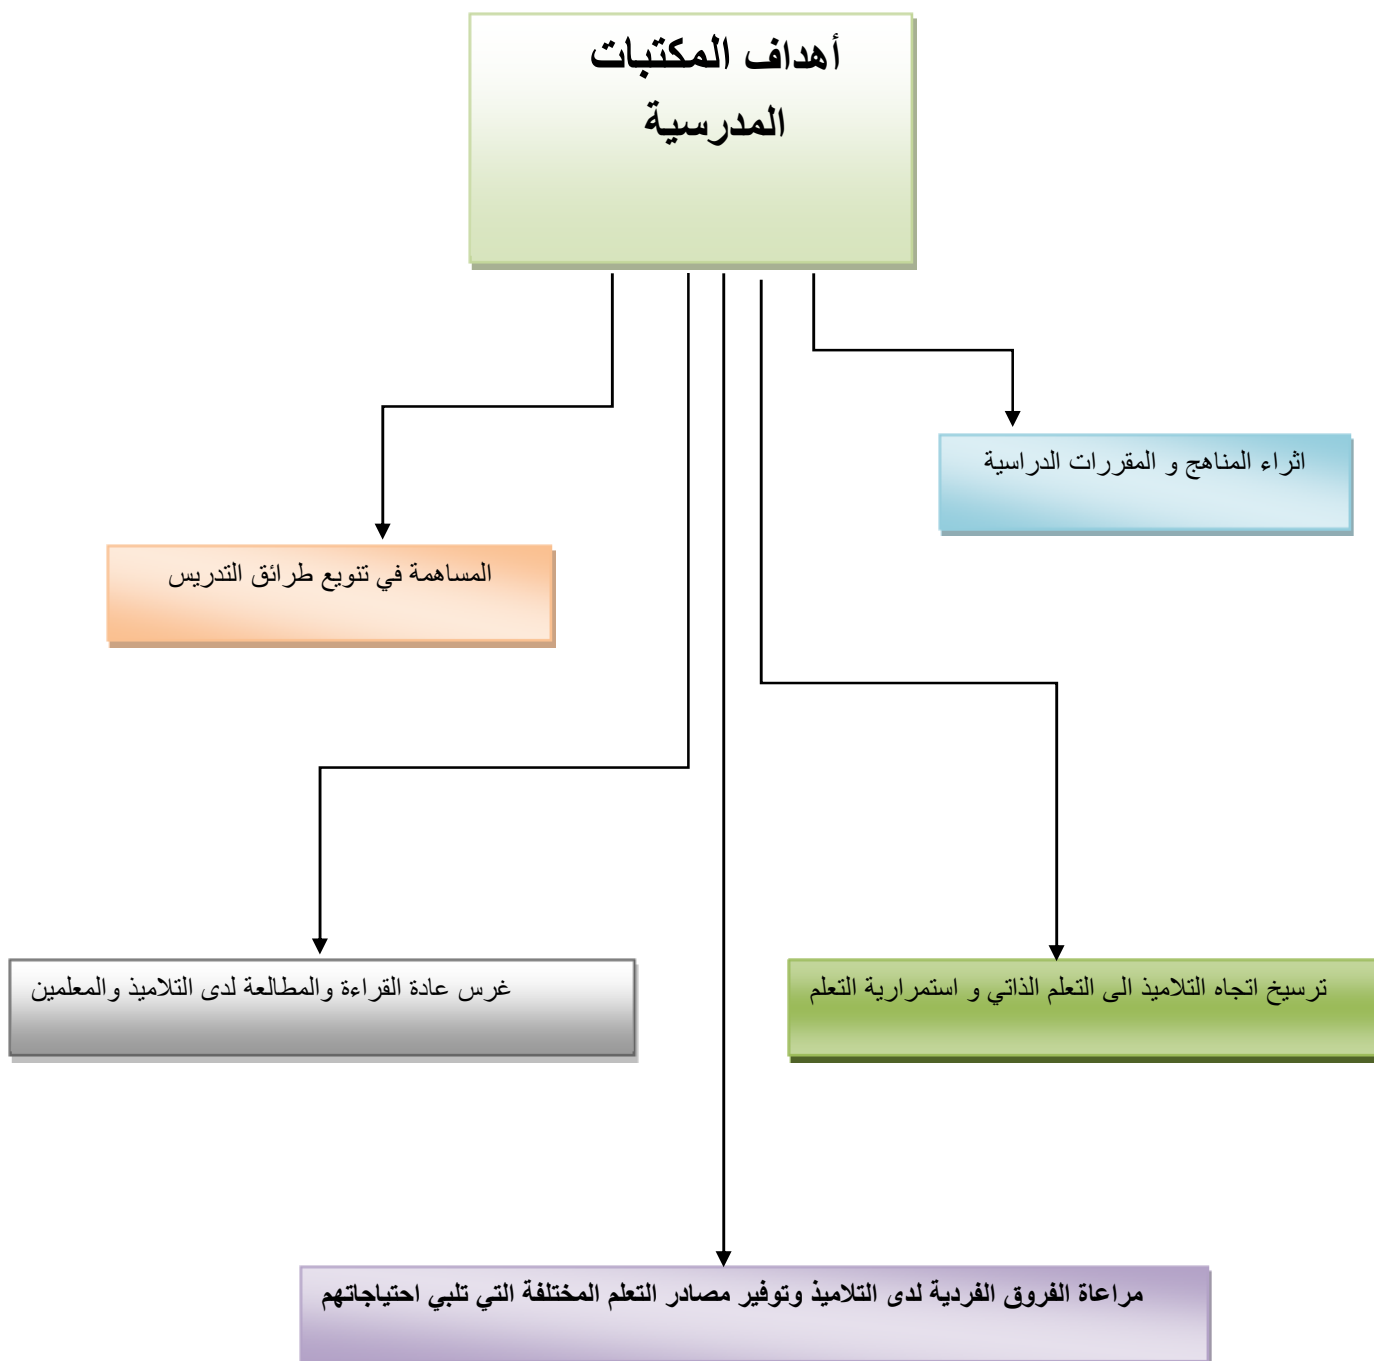 أهداف المكتبات
المدرسية
اثراء المناهج و المقررات الدراسية
المساهمة في تنويع طرائق التدريس
ترسيخ اتجاه التلاميذ الى التعلم الذاتي و استمرارية التعلم
غرس عادة القراءة والمطالعة لدى التلاميذ والمعلمين
مراعاة الفروق الفردية لدى التلاميذ وتوفير مصادر التعلم المختلفة التي تلبي احتياجاتهم